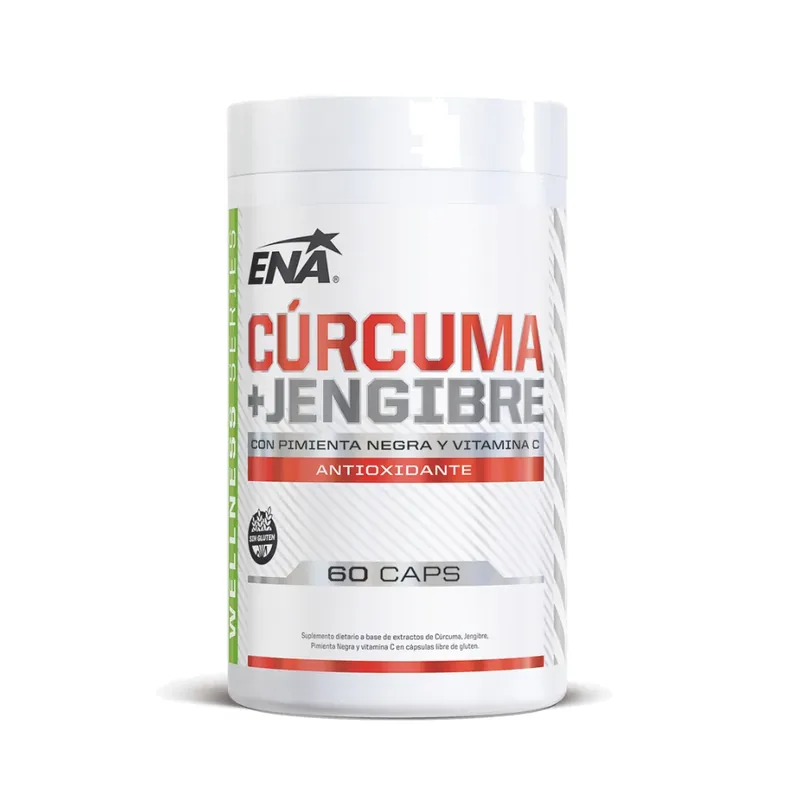 ENA®
CÚRCUMA
+JENGIBRE
CON PIMIENTA NEGRA Y VITAMINA C
ANTIOXIDANTE
SIN GLUTEN
60 CAPS
Suplemento dietario a base de extractos de Cúrcuma, Jengibre,
Pimienta Negra y vitamina C en cápsulas libre de gluten.
WELLNESS SERIES